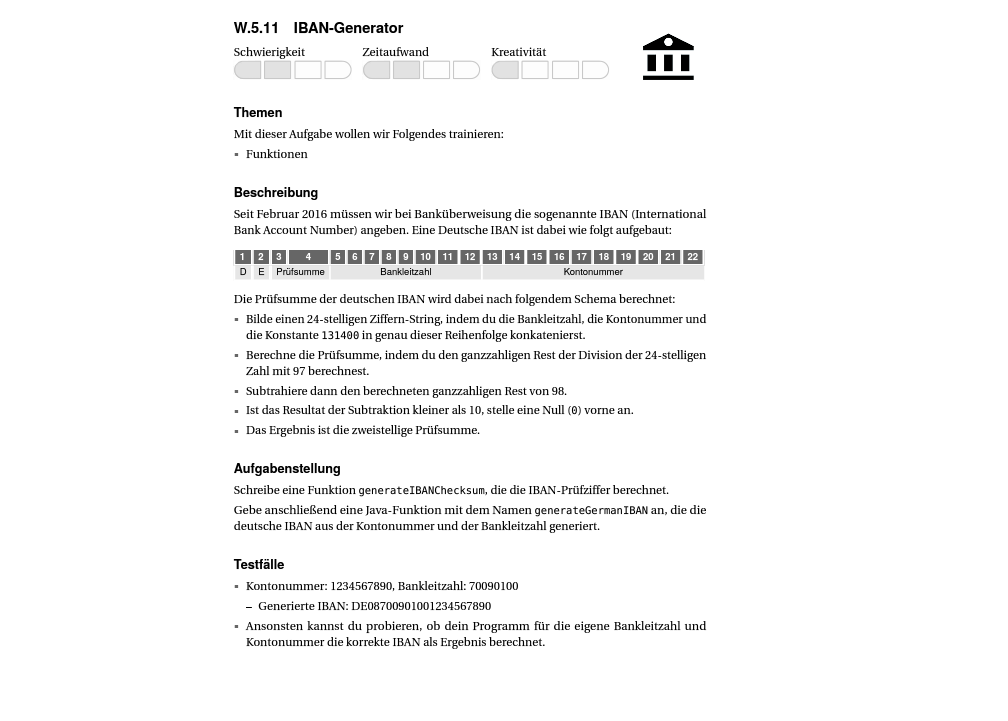 W.5.11 IBAN-Generator
Schwierigkeit Zeitaufwand Kreativität
Themen
Mit dieser Aufgabe wollen wir Folgendes trainieren:
▪ Funktionen
Beschreibung
Seit Februar 2016 müssen wir bei Banküberweisung die sogenannte IBAN (International
Bank Account Number) angeben. Eine Deutsche IBAN ist dabei wie folgt aufgebaut:
1 2 3 4 5 6 7 8 9 10 11 12 13 14 15 16 17 18 19 20 21 22
D E Prüfsumme Bankleitzahl Kontonummer
Die Prüfsumme der deutschen IBAN wird dabei nach folgendem Schema berechnet:
▪ Bilde einen 24-stelligen Ziffern-String, indem du die Bankleitzahl, die Kontonummer und
die Konstante 131400 in genau dieser Reihenfolge konkatenierst.
▪ Berechne die Prüfsumme, indem du den ganzzahligen Rest der Division der 24-stelligen
Zahl mit 97 berechnest.
▪ Subtrahiere dann den berechneten ganzzahligen Rest von 98.
▪ Ist das Resultat der Subtraktion kleiner als 10, stelle eine Null (0) vorne an.
▪ Das Ergebnis ist die zweistellige Prüfsumme.
Aufgabenstellung
Schreibe eine Funktion generateIBANChecksum, die die IBAN-Prüfziffer berechnet.
Gebe anschließend eine Java-Funktion mit dem Namen generateGermanIBAN an, die die
deutsche IBAN aus der Kontonummer und der Bankleitzahl generiert.
Testfälle
▪ Kontonummer: 1234567890, Bankleitzahl: 70090100
– Generierte IBAN: DE08700901001234567890
▪ Ansonsten kannst du probieren, ob dein Programm für die eigene Bankleitzahl und
Kontonummer die korrekte IBAN als Ergebnis berechnet.